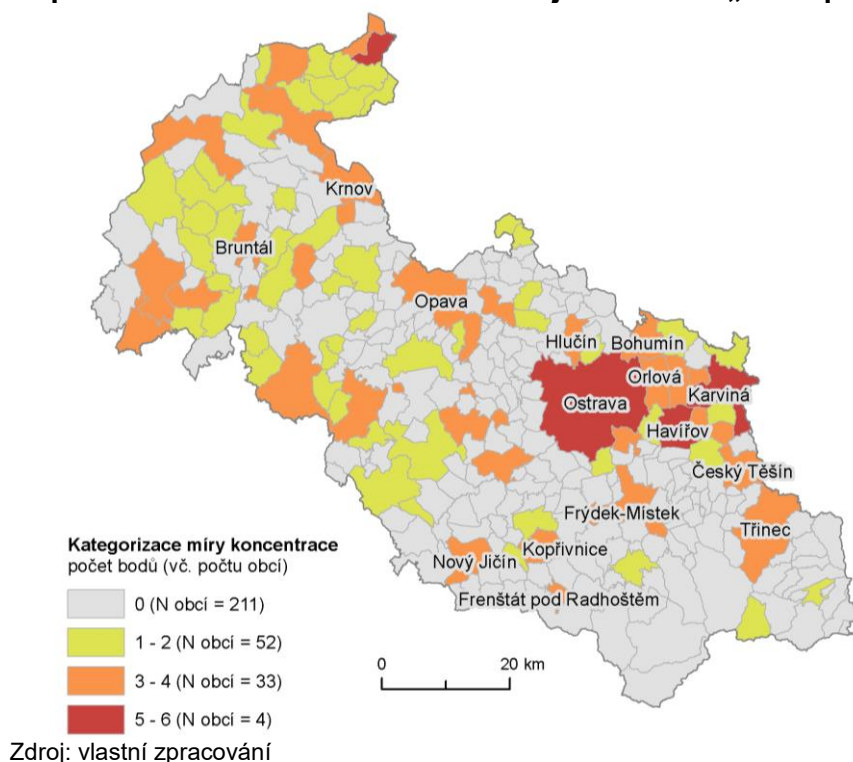 Krnov
Bruntál
Opava
Hlučín
Bohumín
Orlová
Karviná
Ostrava
Havířov
Český Těšín
Frýdek-Místek
Třinec
Kopřivnice
Nový Jičín
Frenštát pod Radhoštěm
Kategorizace míry koncentrace
počet bodů (vč. počtu obcí)
0 (N obcí = 211)
1 - 2 (N obcí = 52)
3 - 4 (N obcí = 33)
5 - 6 (N obcí = 4)
0 20 km
Zdroj: vlastní zpracování